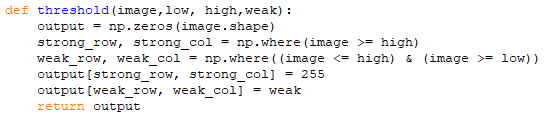 def threshold(image,low, high,weak):
    output = np.zeros(image.shape)
    strong_row, strong_col = np.where(image >= high)
    weak_row, weak_col = np.where((image <= high) & (image >= low))
    output[strong_row, strong_col] = 255
    output[weak_row, weak_col] = weak
    return output